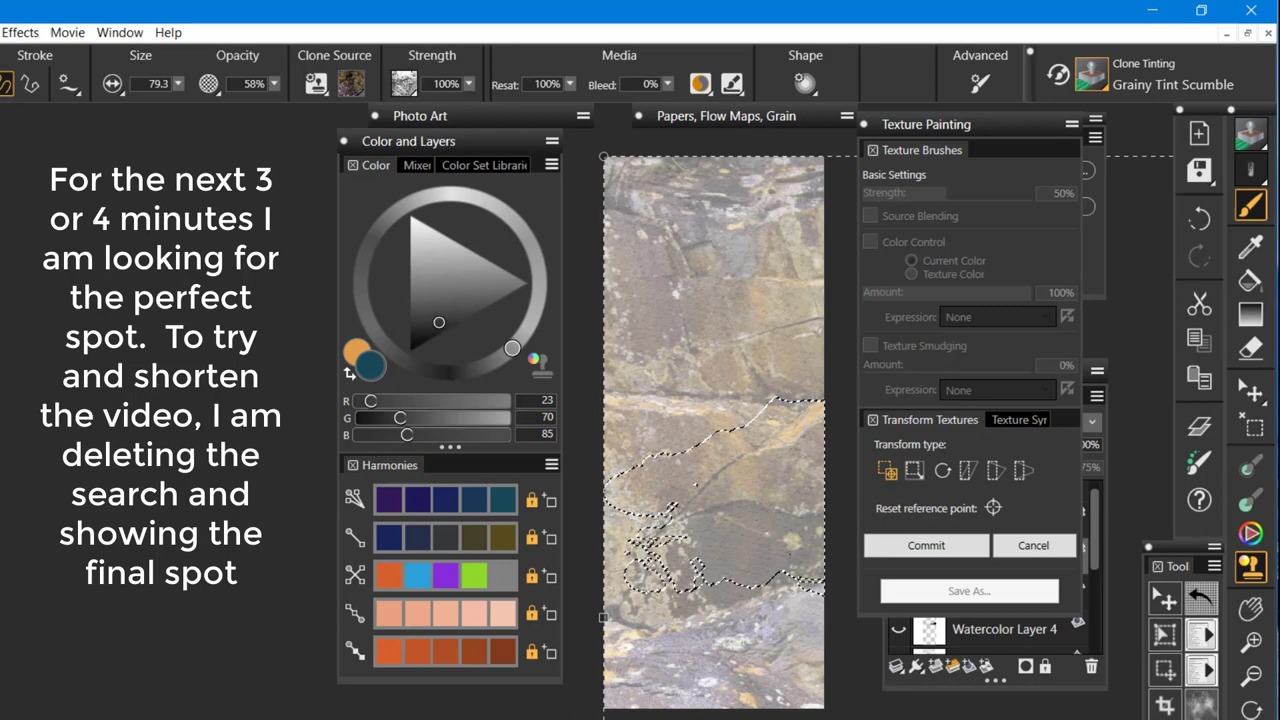 Effects Movie Window Help
Stroke Size Opacity Clone Source Strength Media Shape Advanced
Clone Tinting
79.3 58% 100% Resat: 100% Bleed: 0% Grainy Tint Scumble
Photo Art
Papers, Flow Maps, Grain
Texture Painting
Color and Layers
Texture Brushes
Color Mixer Color Set Librarie
Basic Settings
Strength: 50%
Source Blending
Color Control
Current Color
Texture Color
Amount: 100%
Expression: None
Texture Smudging
Amount: 0%
Expression: None
R 23
G 70
B 85
Harmonies
Transform Textures Texture Syr
Transform type:
Reset reference point:
Commit Cancel
Save As...
Watercolor Layer 4
Tool
For the next 3
or 4 minutes I
am looking for
the perfect
spot. To try
and shorten
the video, I am
deleting the
search and
showing the
final spot